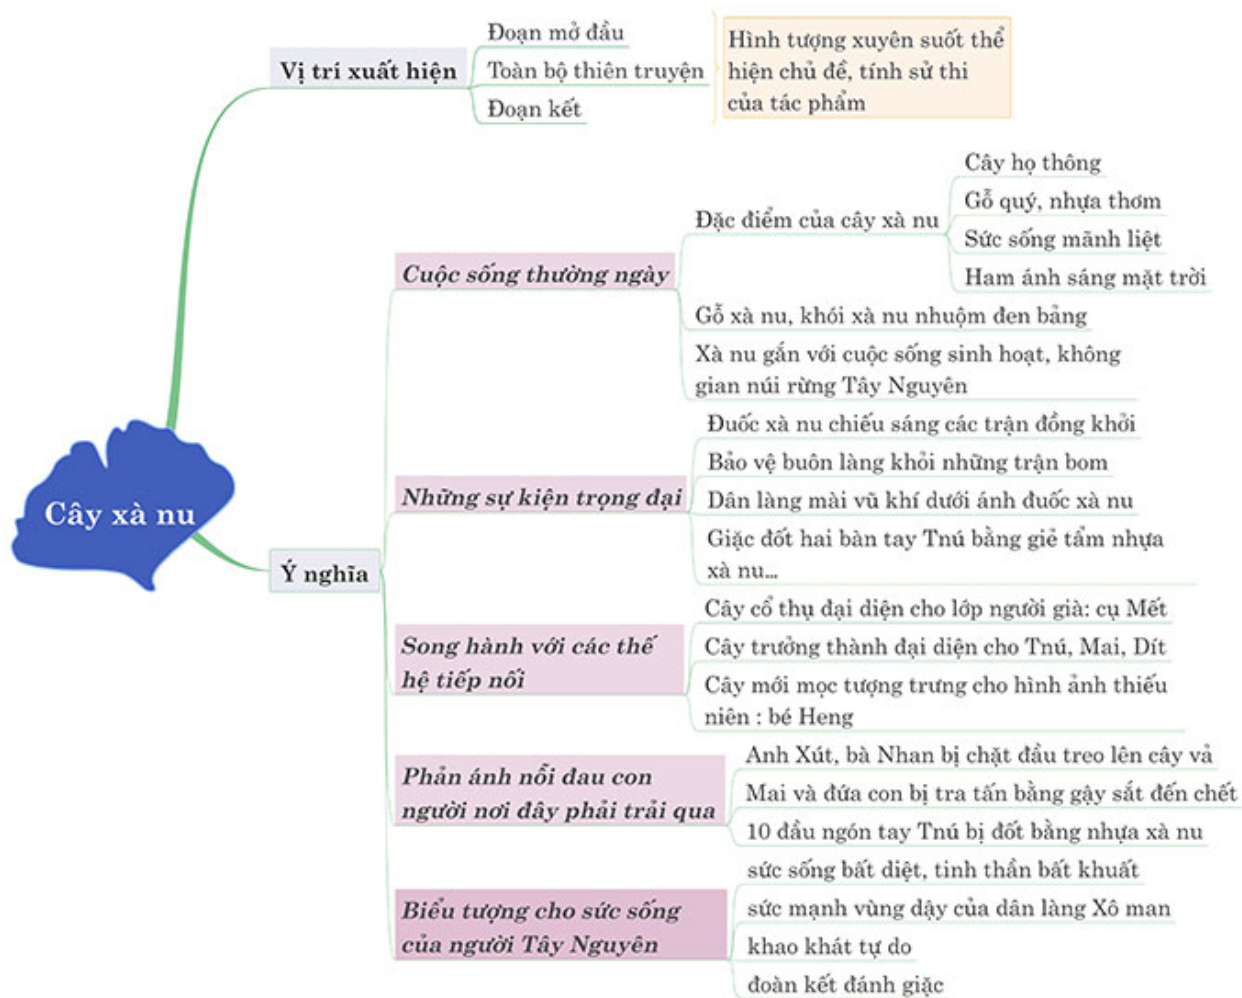 Cây xà nu
Vị trí xuất hiện
Đoạn mở đầu
Toàn bộ thiên truyện
Đoạn kết
Hình tượng xuyên suốt thể
hiện chủ đề, tính sử thi
của tác phẩm
Ý nghĩa
Cuộc sống thường ngày
Đặc điểm của cây xà nu
Cây họ thông
Gỗ quý, nhựa thơm
Sức sống mãnh liệt
Ham ánh sáng mặt trời
Gỗ xà nu, khói xà nu nhuộm đen bảng
Xà nu gắn với cuộc sống sinh hoạt, không
gian núi rừng Tây Nguyên
Những sự kiện trọng đại
Đuốc xà nu chiếu sáng các trận đồng khởi
Bảo vệ buôn làng khỏi những trận bom
Dân làng mài vũ khí dưới ánh đuốc xà nu
Giặc đốt hai bàn tay Tnú bằng giẻ tẩm nhựa
xà nu...
Song hành với các thế
hệ tiếp nối
Cây cổ thụ đại diện cho lớp người già: cụ Mết
Cây trưởng thành đại diện cho Tnú, Mai, Dít
Cây mới mọc tượng trưng cho hình ảnh thiếu
niên : bé Heng
Phản ánh nỗi đau con
người nơi đây phải trải qua
Anh Xút, bà Nhan bị chặt đầu treo lên cây vả
Mai và đứa con bị tra tấn bằng gậy sắt đến chết
10 đầu ngón tay Tnú bị đốt bằng nhựa xà nu
Biểu tượng cho sức sống
của người Tây Nguyên
sức sống bất diệt, tinh thần bất khuất
sức mạnh vùng dậy của dân làng Xô man
khao khát tự do
đoàn kết đánh giặc